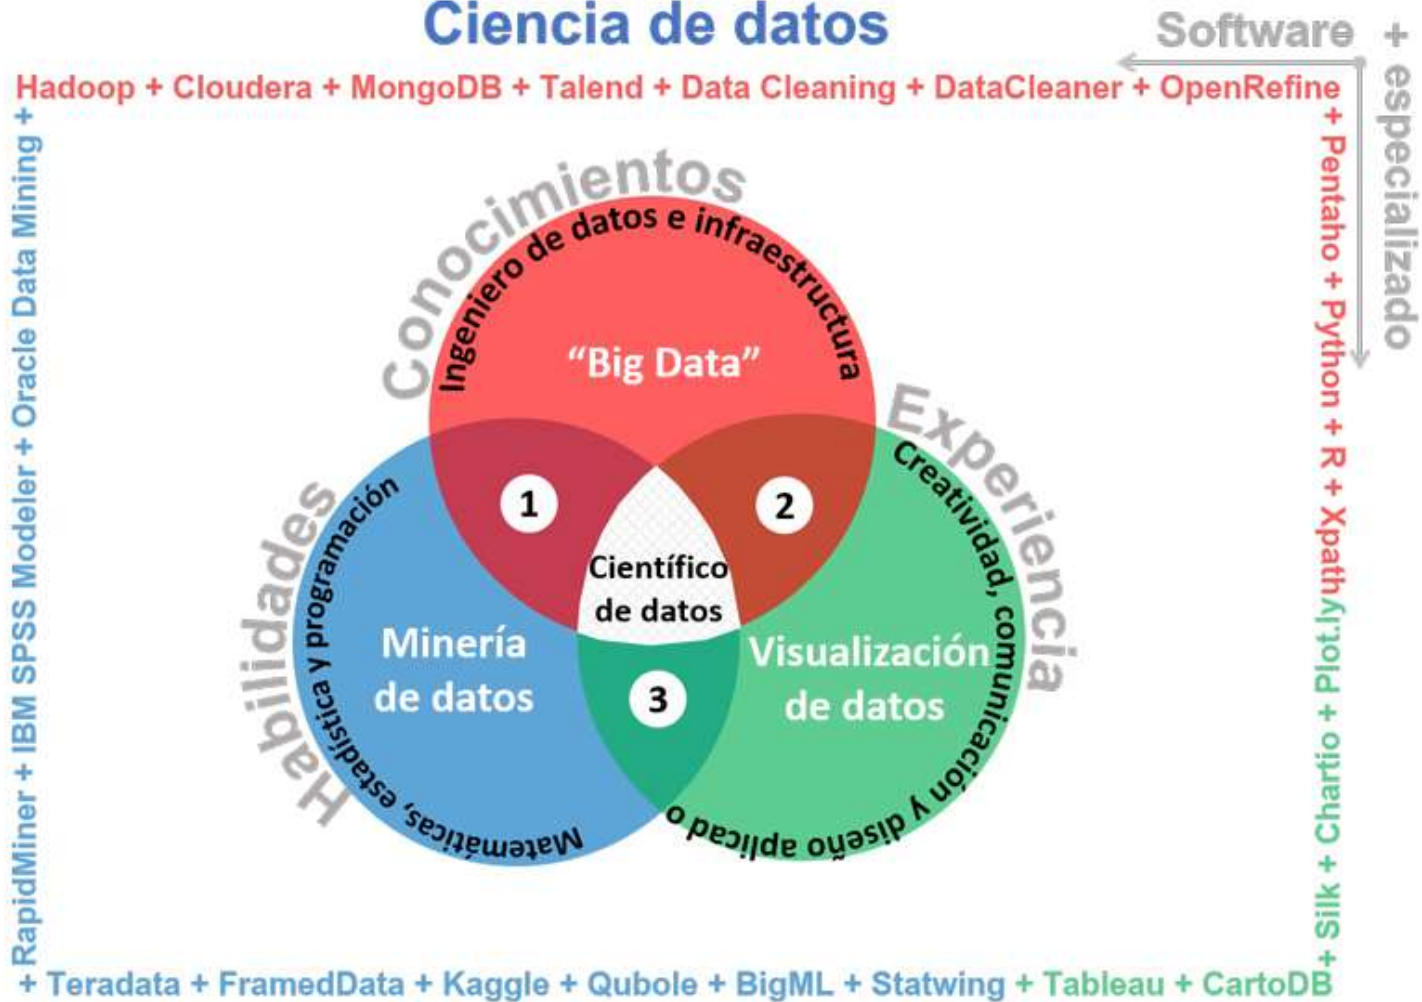 Ciencia de datos
Software + especializado
Hadoop + Cloudera + MongoDB + Talend + Data Cleaning + DataCleaner + OpenRefine
+ Pentaho + Python + R + Xpath
+ Silk + Chartio + Plot.ly
RapidMiner + IBM SPSS Modeler + Oracle Data Mining +
Conocimientos
Ingeniero de datos e infraestructura
“Big Data”
Experiencia
Creatividad, comunicación y diseño aplicad o
Habilidades
Matemáticas, estadística y programación
1
2
Científico
de datos
Minería
de datos
Visualización
de datos
3
+ Teradata + FramedData + Kaggle + Qubole + BigML + Statwing + Tableau + CartoDB